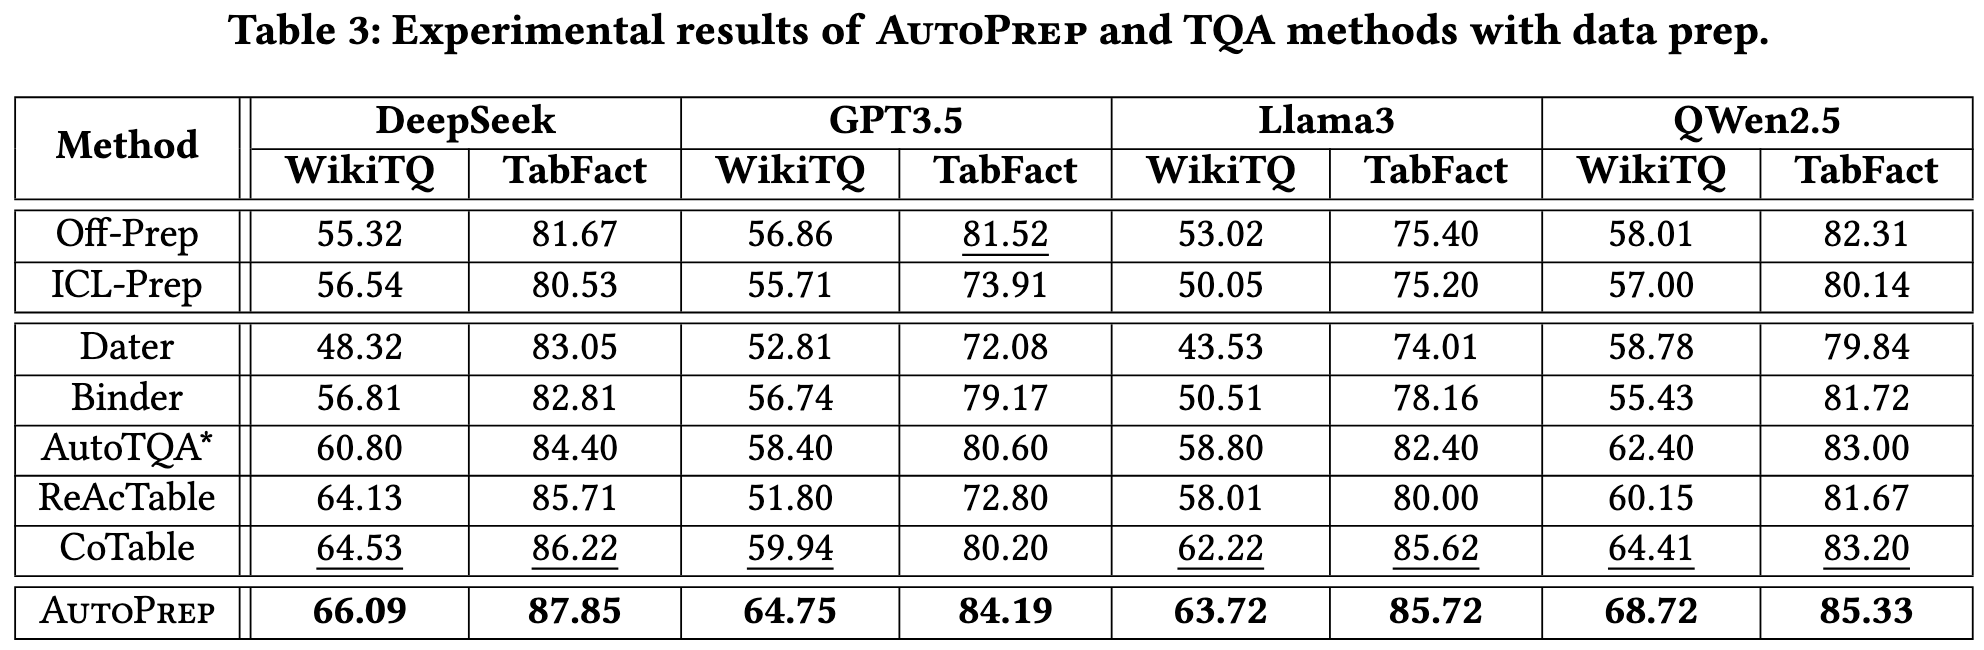 Table 3: Experimental results of AUTOPREP and TQA methods with data prep.
Method DeepSeek GPT3.5 Llama3 QWen2.5
WikiTQ TabFact WikiTQ TabFact WikiTQ TabFact WikiTQ TabFact
Off-Prep 55.32 81.67 56.86 81.52 53.02 75.40 58.01 82.31
ICL-Prep 56.54 80.53 55.71 73.91 50.05 75.20 57.00 80.14
Dater 48.32 83.05 52.81 72.08 43.53 74.01 58.78 79.84
Binder 56.81 82.81 56.74 79.17 50.51 78.16 55.43 81.72
AutoTQA* 60.80 84.40 58.40 80.60 58.80 82.40 62.40 83.00
ReAcTable 64.13 85.71 51.80 72.80 58.01 80.00 60.15 81.67
CoTable 64.53 86.22 59.94 80.20 62.22 85.62 64.41 83.20
AUTOPREP 66.09 87.85 64.75 84.19 63.72 85.72 68.72 85.33